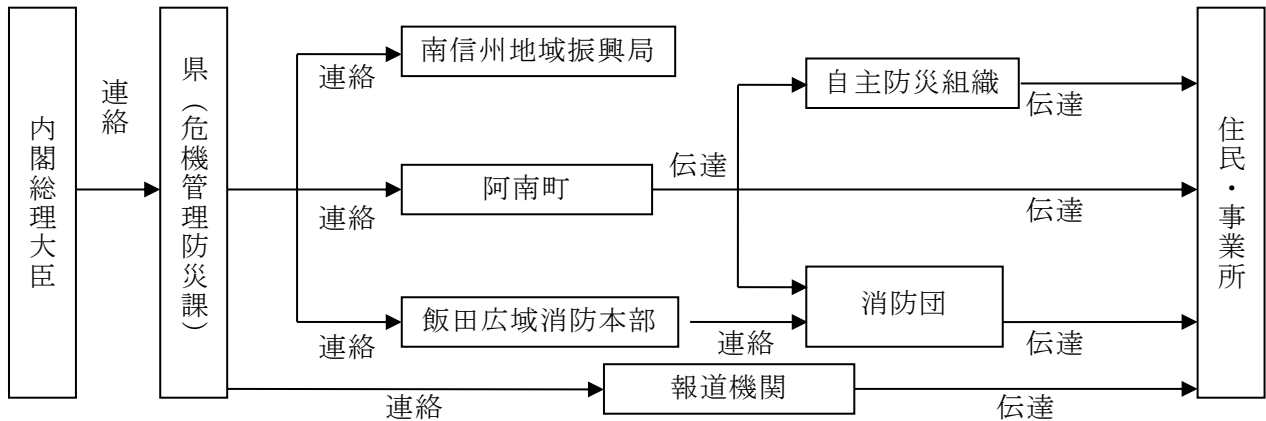 内閣総理大臣
連絡
県（危機管理防災課）
連絡
南信州地域振興局
連絡
阿南町
連絡
飯田広域消防本部
連絡
報道機関
伝達
自主防災組織
伝達
伝達
連絡
消防団
伝達
伝達
住民・事業所